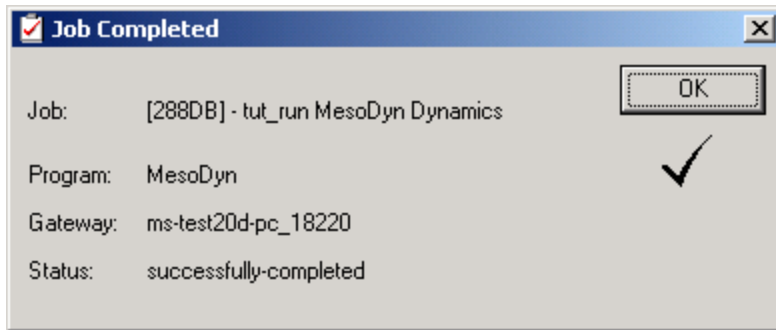 Job Completed
OK
Job: [288DB] - tut_run MesoDyn Dynamics
Program: MesoDyn
Gateway: ms-test20d-pc_18220
Status: successfully-completed